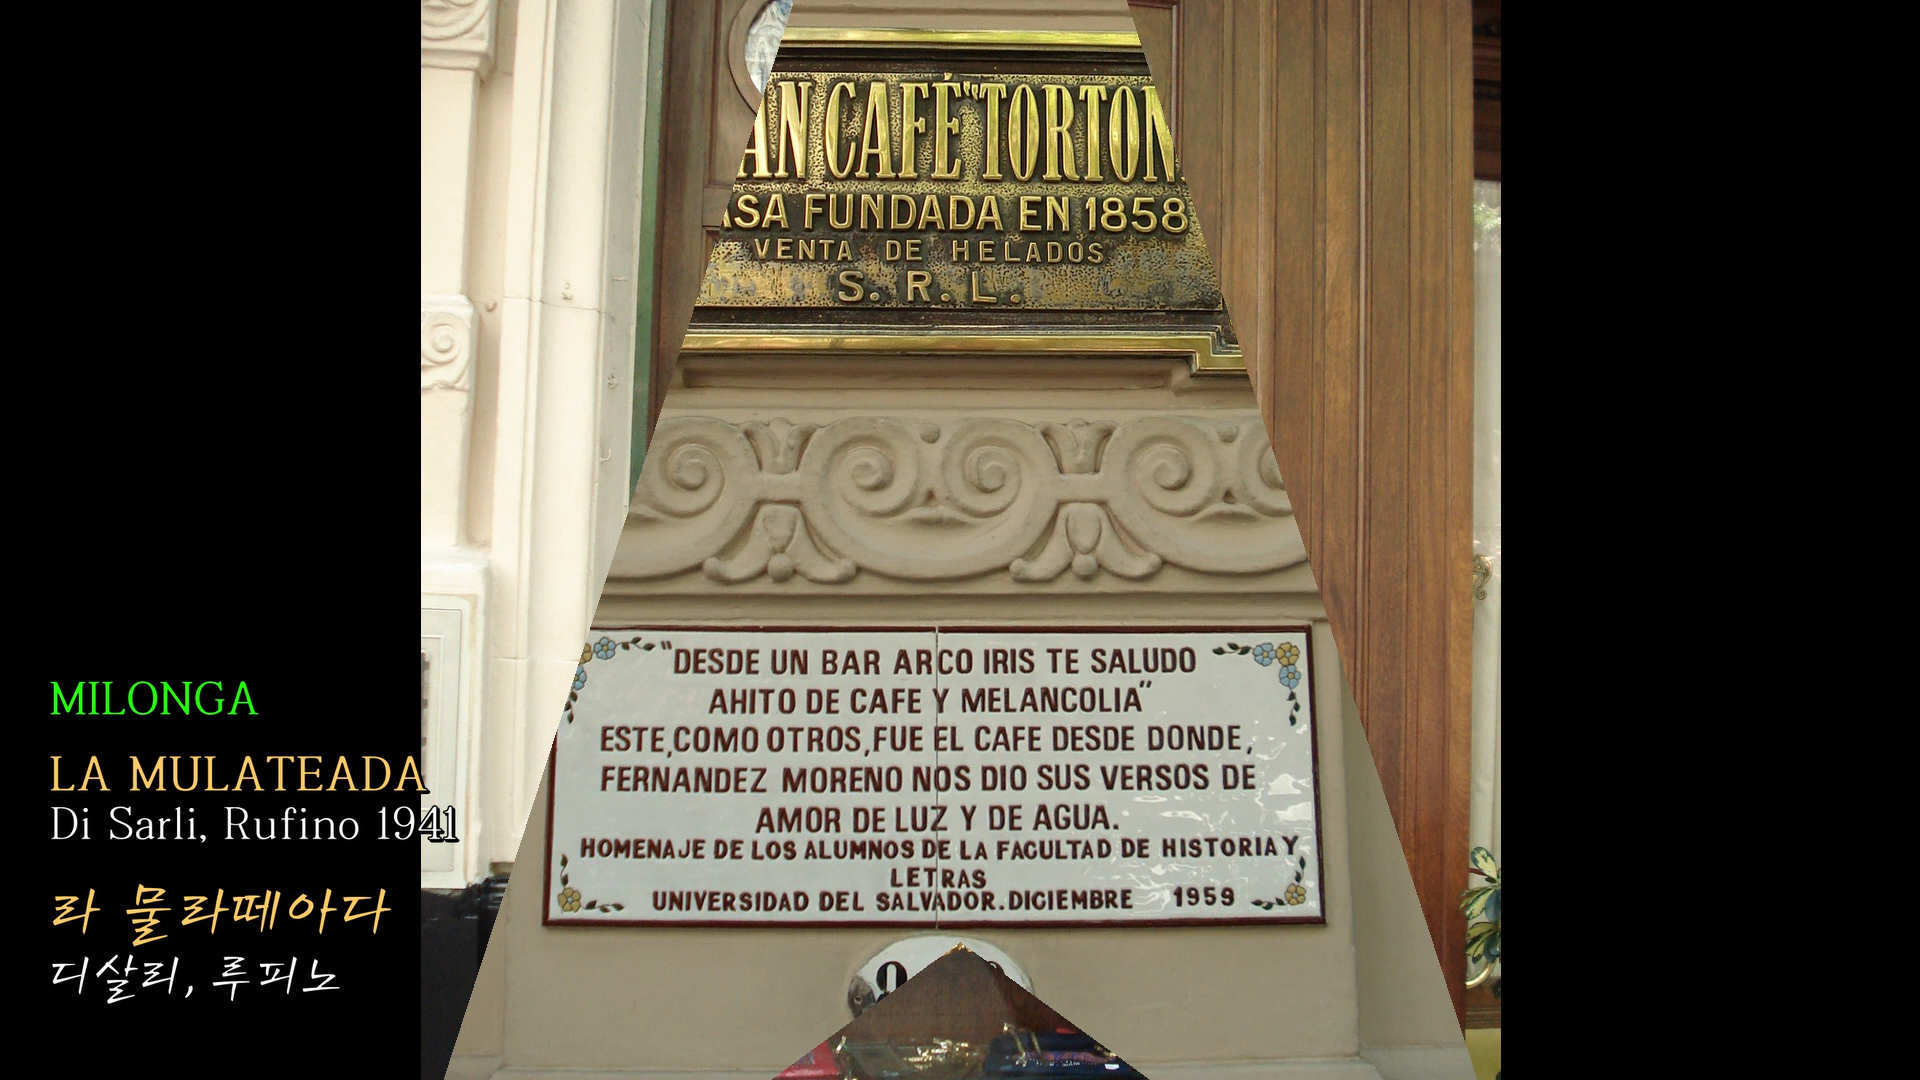 AN CAFÉ "TORTON
ASA FUNDADA EN 1858
VENTA DE HELADOS
S. R. L.
"DESDE UN BAR ARCO IRIS TE SALUDO
AHITO DE CAFE Y MELANCOLIA"
ESTE, COMO OTROS, FUE EL CAFE DESDE DONDE,
FERNANDEZ MORENO NOS DIO SUS VERSOS DE
AMOR DE LUZ Y DE AGUA.
HOMENAJE DE LOS ALUMNOS DE LA FACULTAD DE HISTORIA Y
LETRAS
UNIVERSIDAD DEL SALVADOR. DICIEMBRE 1959
MILONGA
LA MULATEADA
Di Sarli, Rufino 1941
라 물라떼아다
디살리, 루피노